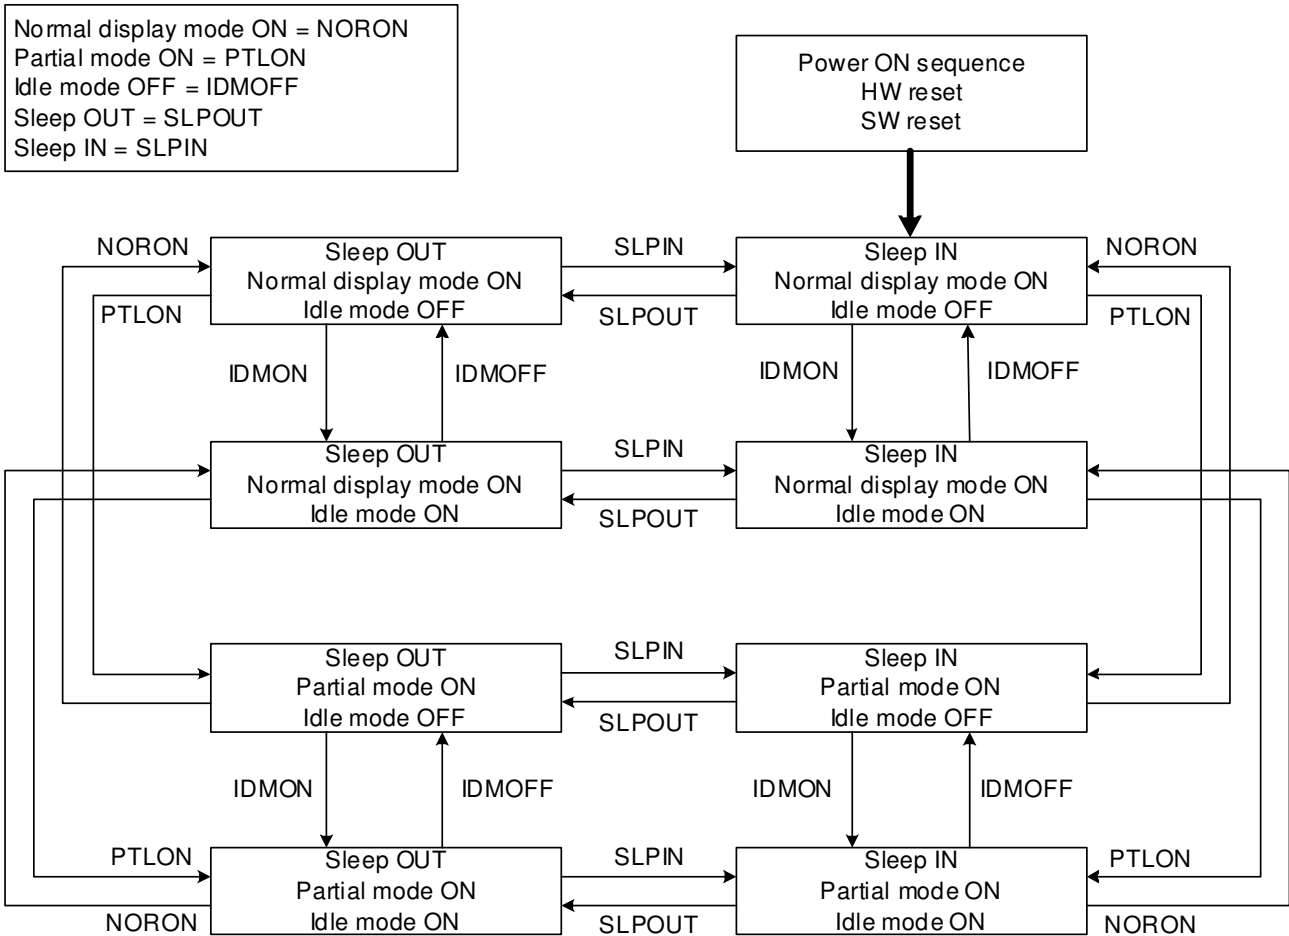 Normal display mode ON = NORON
Partial mode ON = PTLON
Idle mode OFF = IDMOFF
Sleep OUT = SLPOUT
Sleep IN = SLPIN
Power ON sequence
HW reset
SW reset
NORON
Sleep OUT
Normal display mode ON
Idle mode OFF
SLPIN
Sleep IN
Normal display mode ON
Idle mode OFF
NORON
PTLON
SLPOUT
PTLON
IDMON
IDMOFF
IDMON
IDMOFF
Sleep OUT
Normal display mode ON
Idle mode ON
SLPIN
SLPOUT
Sleep IN
Normal display mode ON
Idle mode ON
Sleep OUT
Partial mode ON
Idle mode OFF
SLPIN
SLPOUT
Sleep IN
Partial mode ON
Idle mode OFF
IDMON
IDMOFF
IDMON
IDMOFF
PTLON
Sleep OUT
Partial mode ON
Idle mode ON
SLPIN
Sleep IN
Partial mode ON
Idle mode ON
PTLON
NORON
SLPOUT
NORON